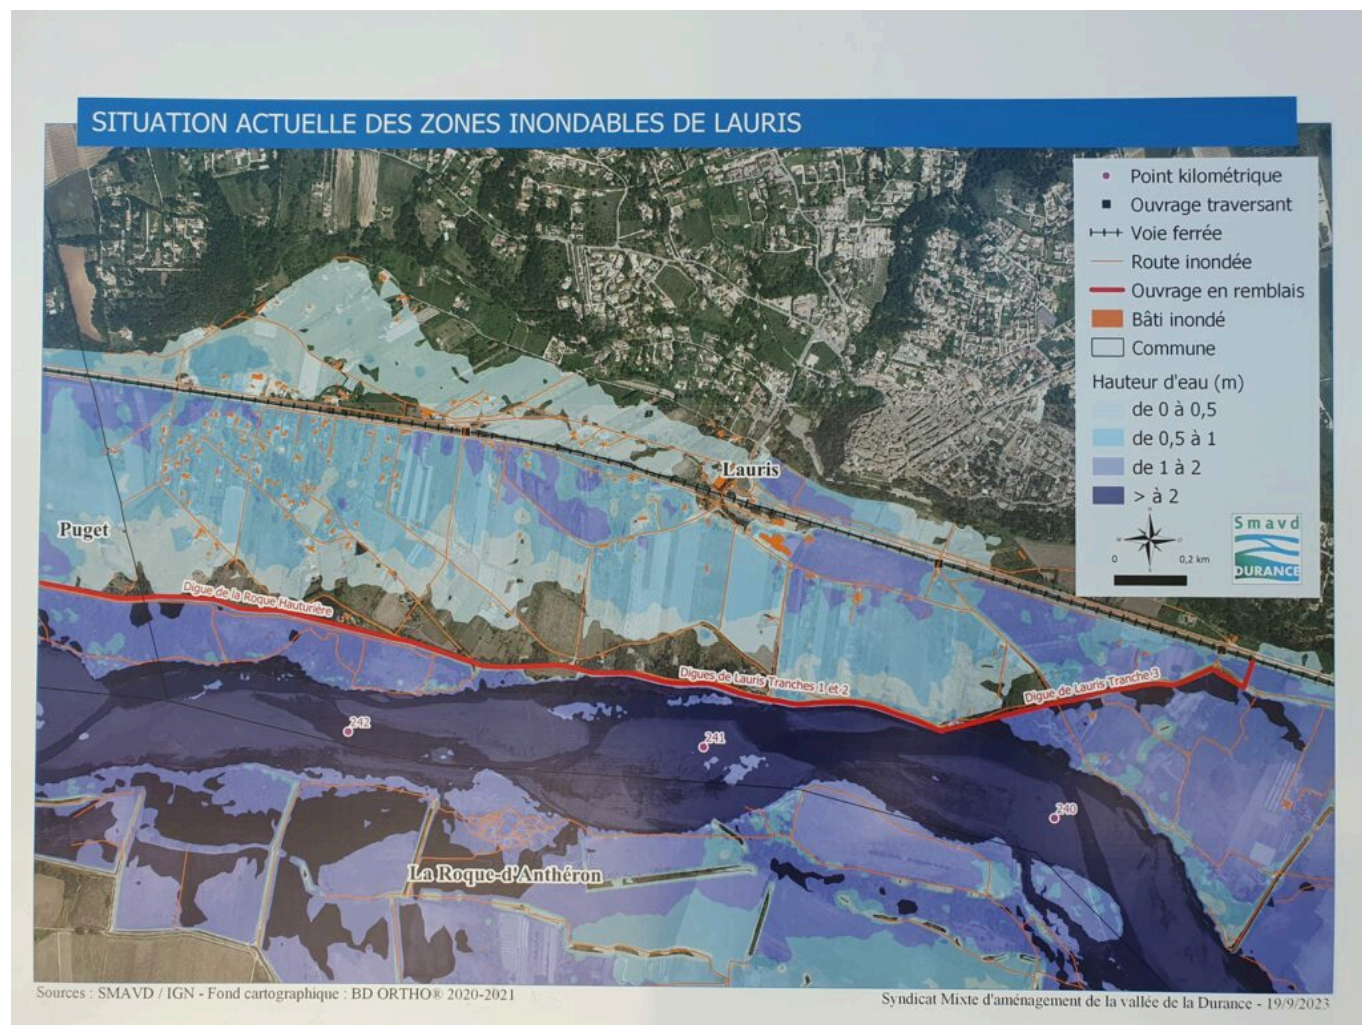 SITUATION ACTUELLE DES ZONES INONDABLES DE LAURIS
Point kilométrique
Ouvrage traversant
Voie ferrée
Route inondée
Ouvrage en remblais
Bâti inondé
Commune
Hauteur d'eau (m)
de 0 à 0,5
de 0,5 à 1
de 1 à 2
> à 2
0 0,2 km
Smavd
DURANCE
Lauris
Puget
Digue de la Roque Hauturière
Digues de Lauris Tranches 1 et 2
Digue de Lauris Tranche 3
242
241
240
La Roque-d'Anthéron
Sources : SMAVD / IGN - Fond cartographique : BD ORTHO® 2020-2021
Syndicat Mixte d'aménagement de la vallée de la Durance - 19/9/2023